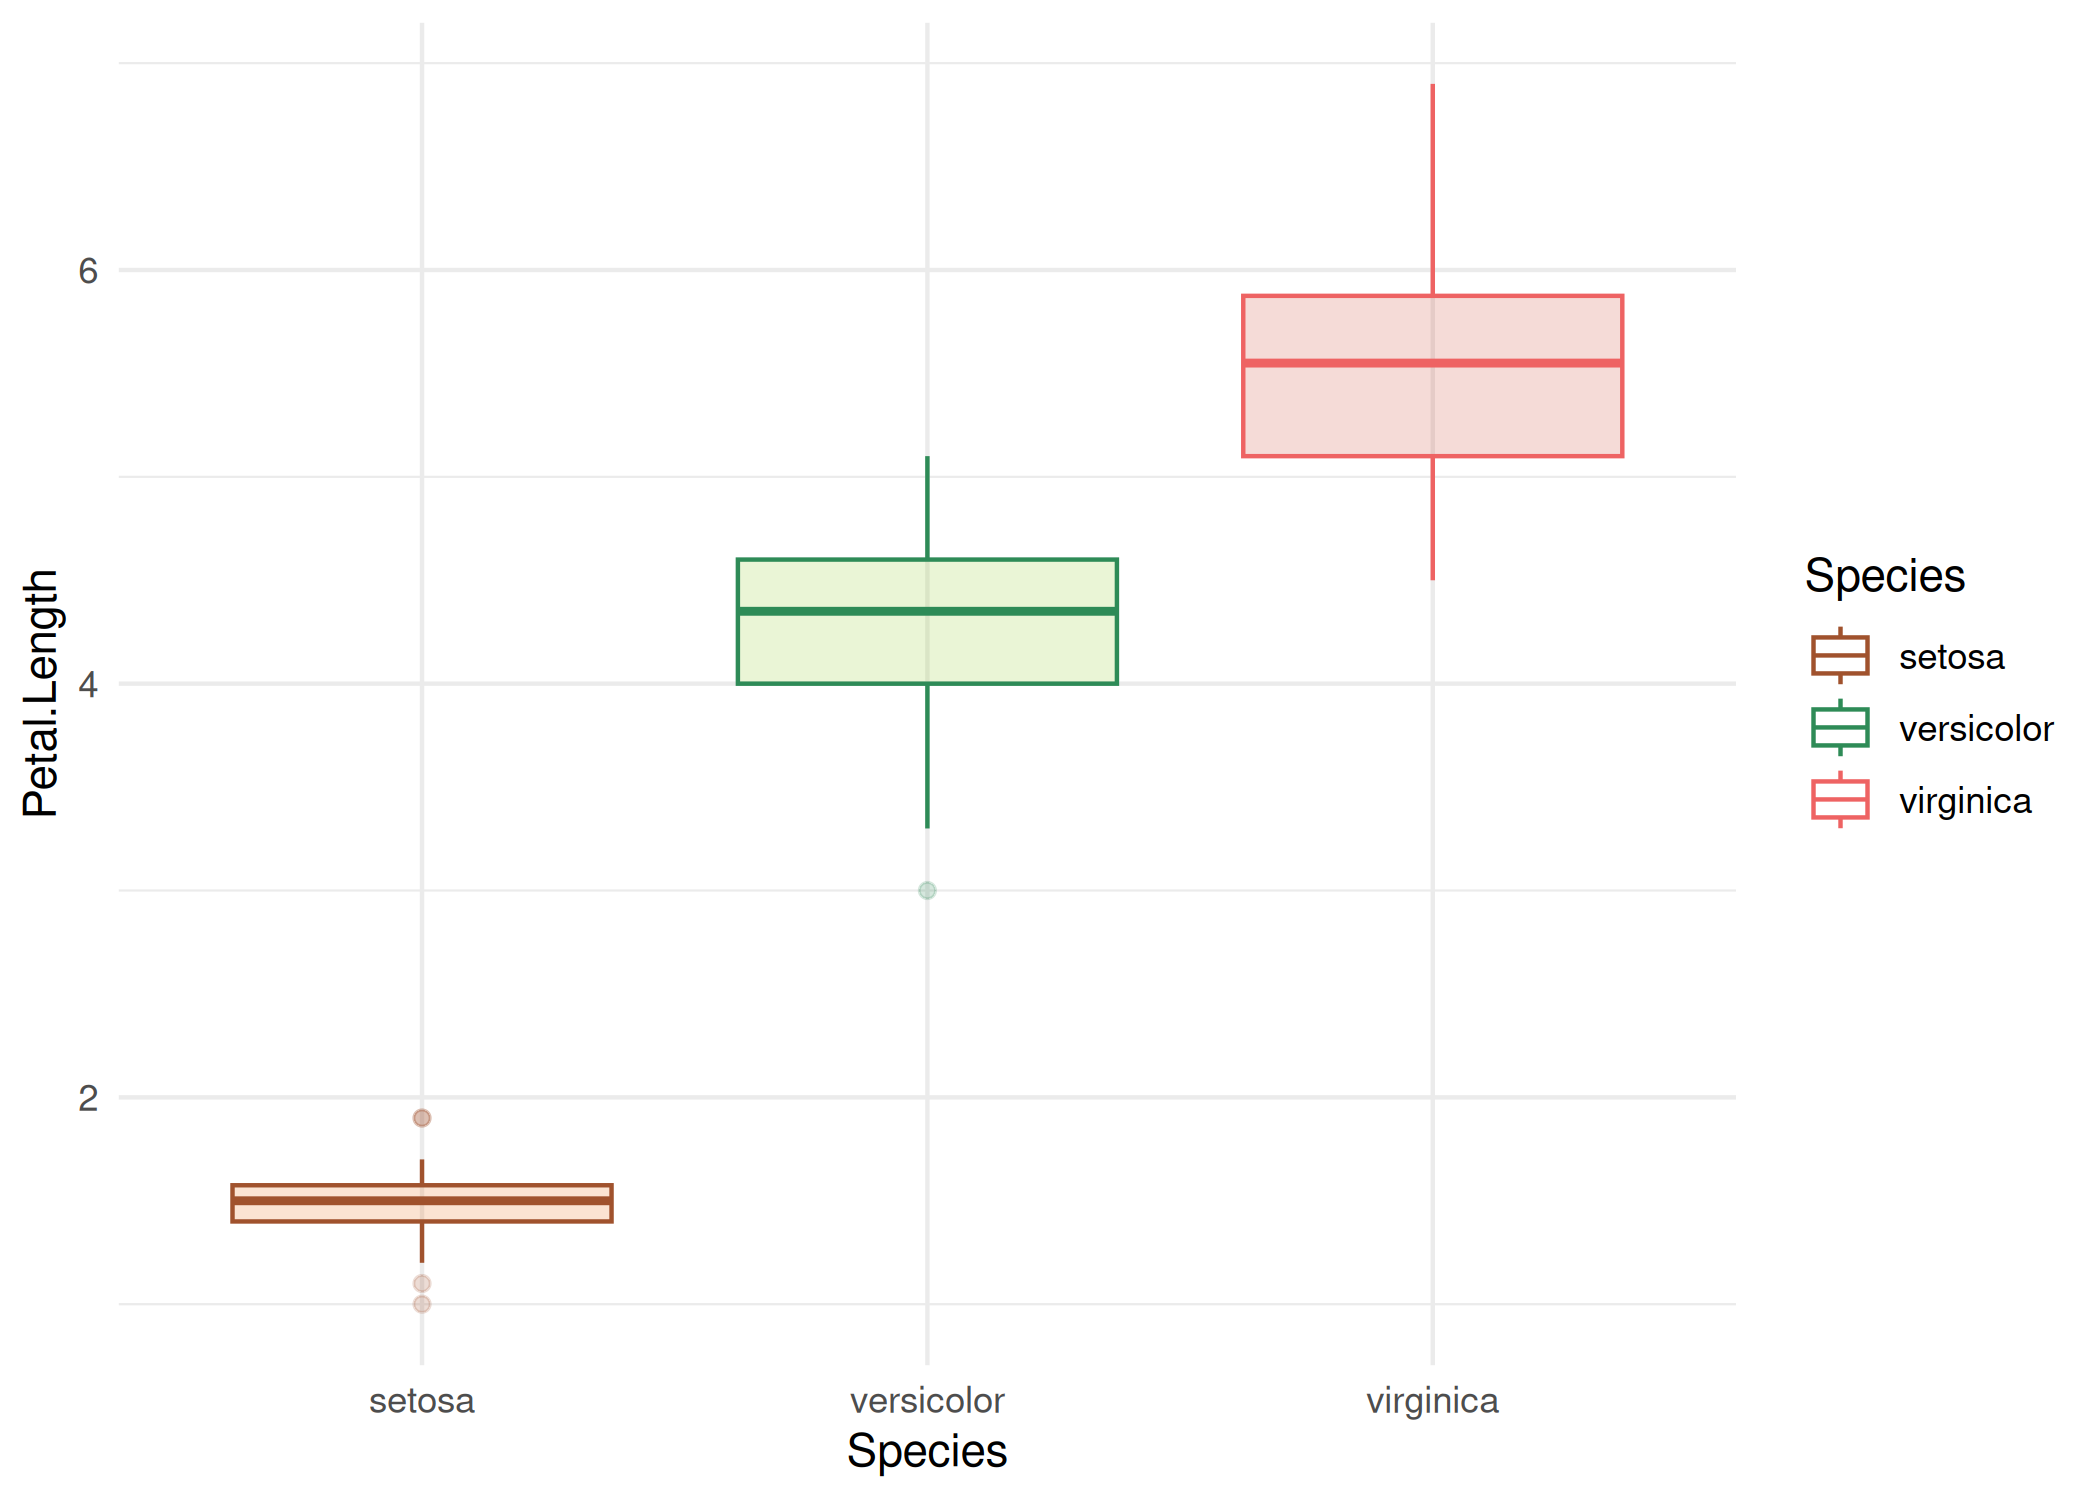 Petal.Length
6
4
2
setosa
versicolor
virginica
Species
Species
setosa
versicolor
virginica